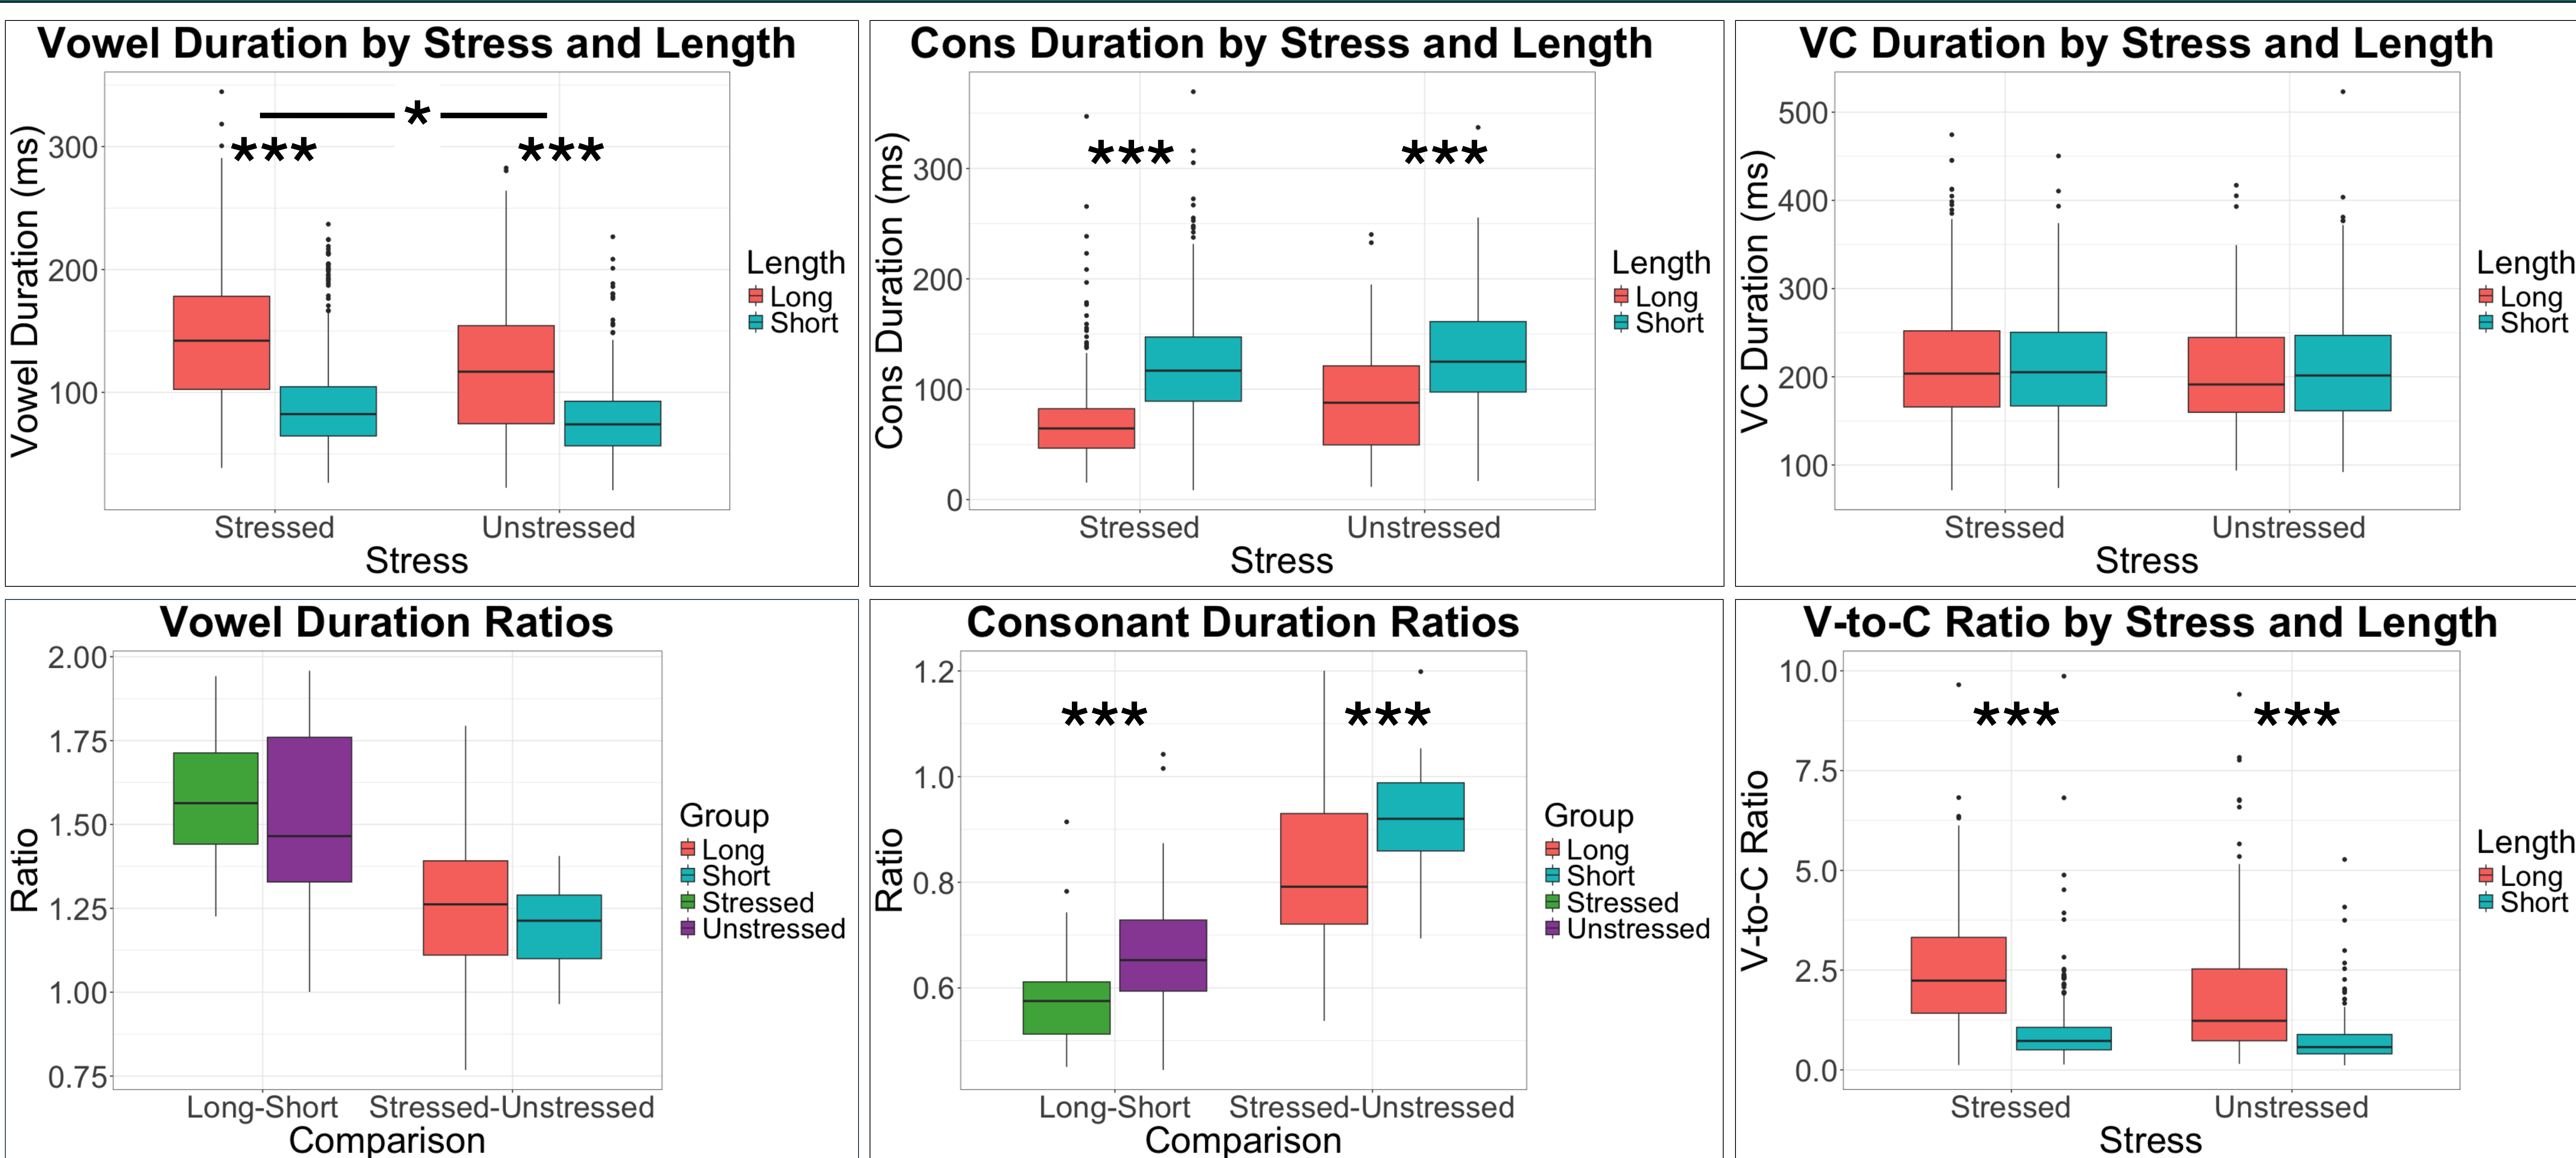 Vowel Duration by Stress and Length
*
*** ***
Vowel Duration (ms)
300
200
100
Stressed Unstressed
Stress
Length
Long
Short
Cons Duration by Stress and Length
*** ***
Cons Duration (ms)
300
200
100
0
Stressed Unstressed
Stress
Length
Long
Short
VC Duration by Stress and Length
VC Duration (ms)
500
400
300
200
100
Stressed Unstressed
Stress
Length
Long
Short
Vowel Duration Ratios
Ratio
2.00
1.75
1.50
1.25
1.00
0.75
Long-Short Stressed-Unstressed
Comparison
Group
Long
Short
Stressed
Unstressed
Consonant Duration Ratios
*** ***
Ratio
1.2
1.0
0.8
0.6
Long-Short Stressed-Unstressed
Comparison
Group
Long
Short
Stressed
Unstressed
V-to-C Ratio by Stress and Length
*** ***
V-to-C Ratio
10.0
7.5
5.0
2.5
0.0
Stressed Unstressed
Stress
Length
Long
Short